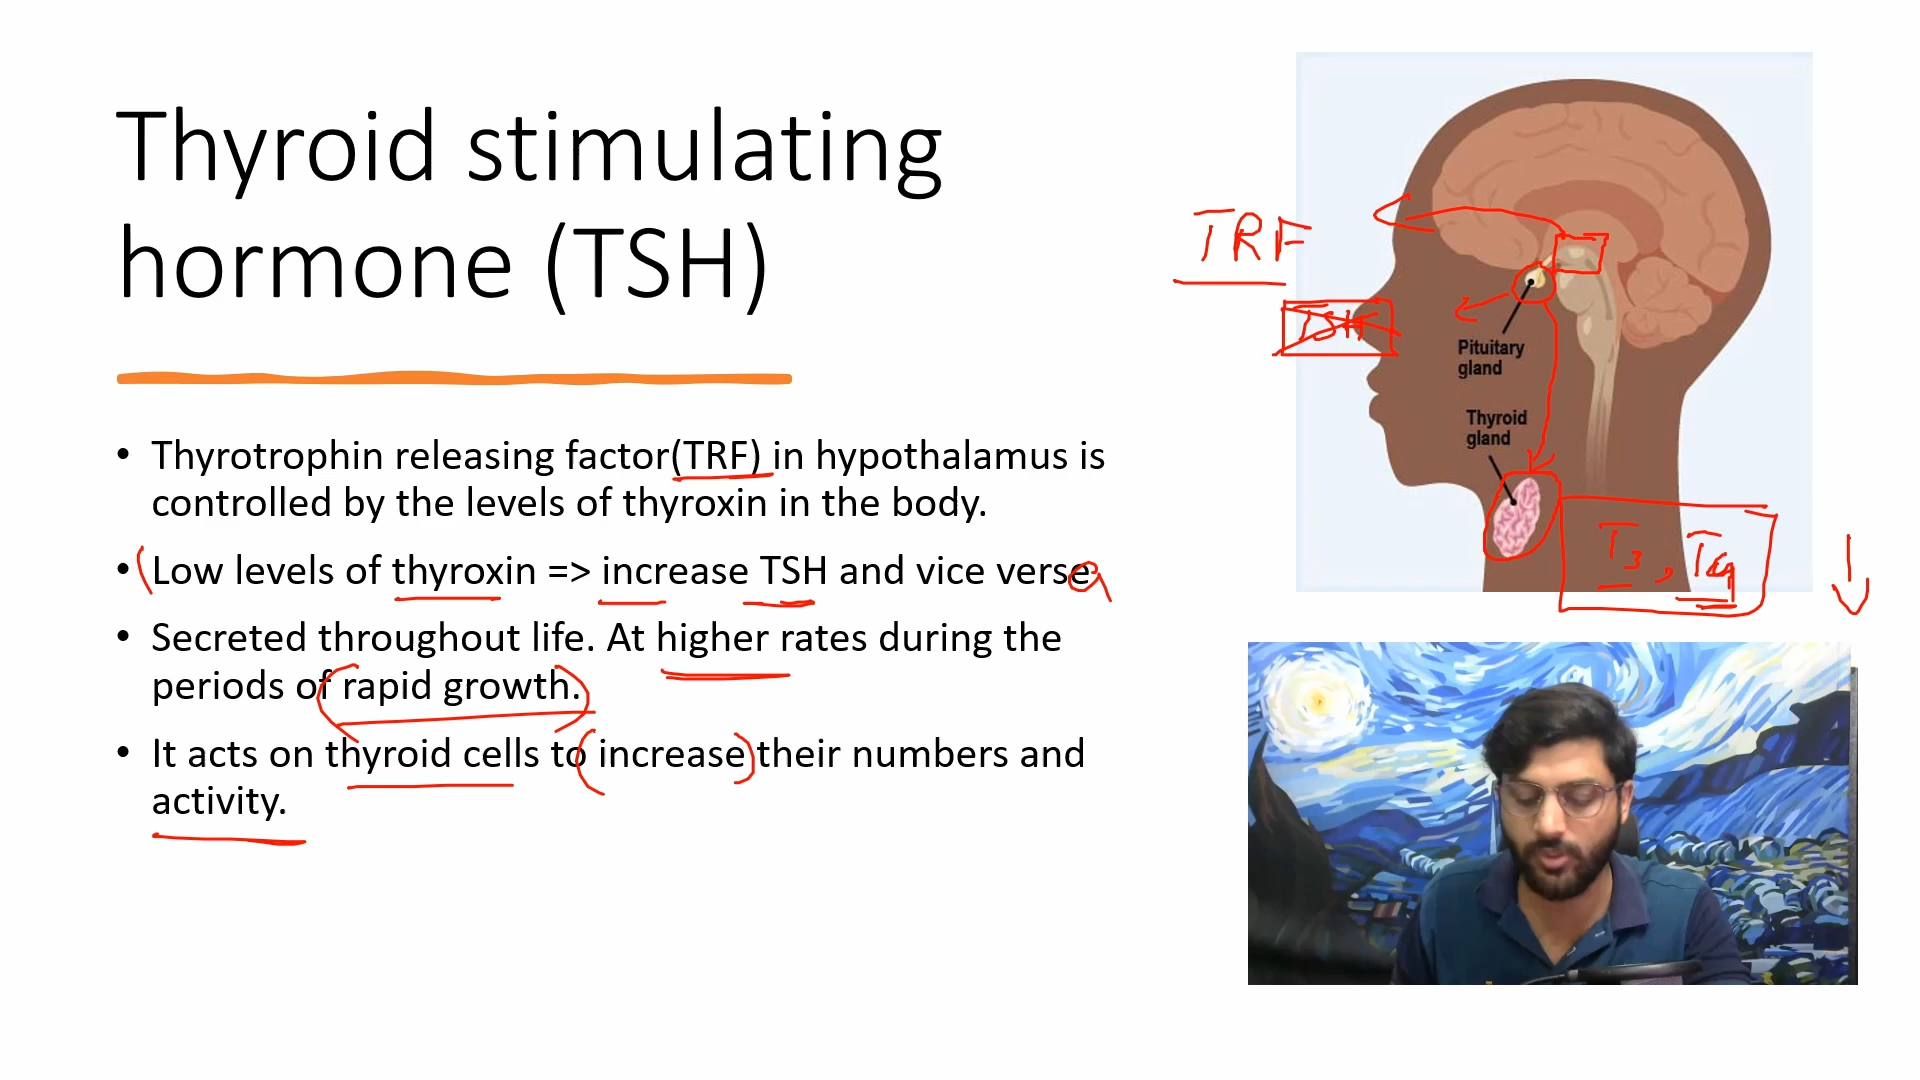 Thyroid stimulating
hormone (TSH)
• Thyrotrophin releasing factor(TRF) in hypothalamus is
controlled by the levels of thyroxin in the body.
• Low levels of thyroxin => increase TSH and vice verse
a
• Secreted throughout life. At higher rates during the
periods of rapid growth.
• It acts on thyroid cells to increase their numbers and
activity.
TRF
TSH
Pituitary
gland
Thyroid
gland
T3, T4